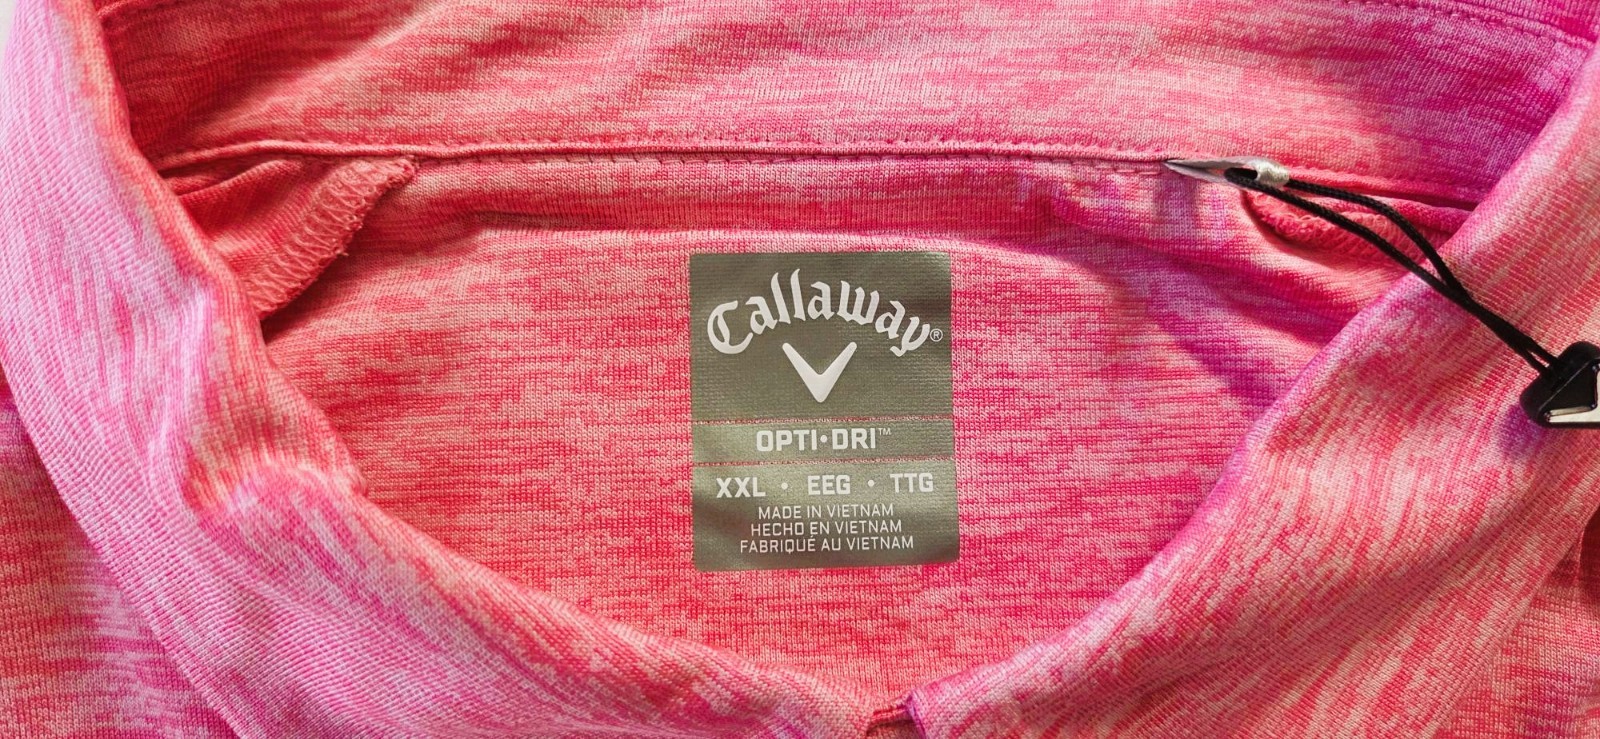 Callaway®
OPTI•DRI™
XXL • EEG • TTG
MADE IN VIETNAM
HECHO EN VIETNAM
FABRIQUÉ AU VIETNAM